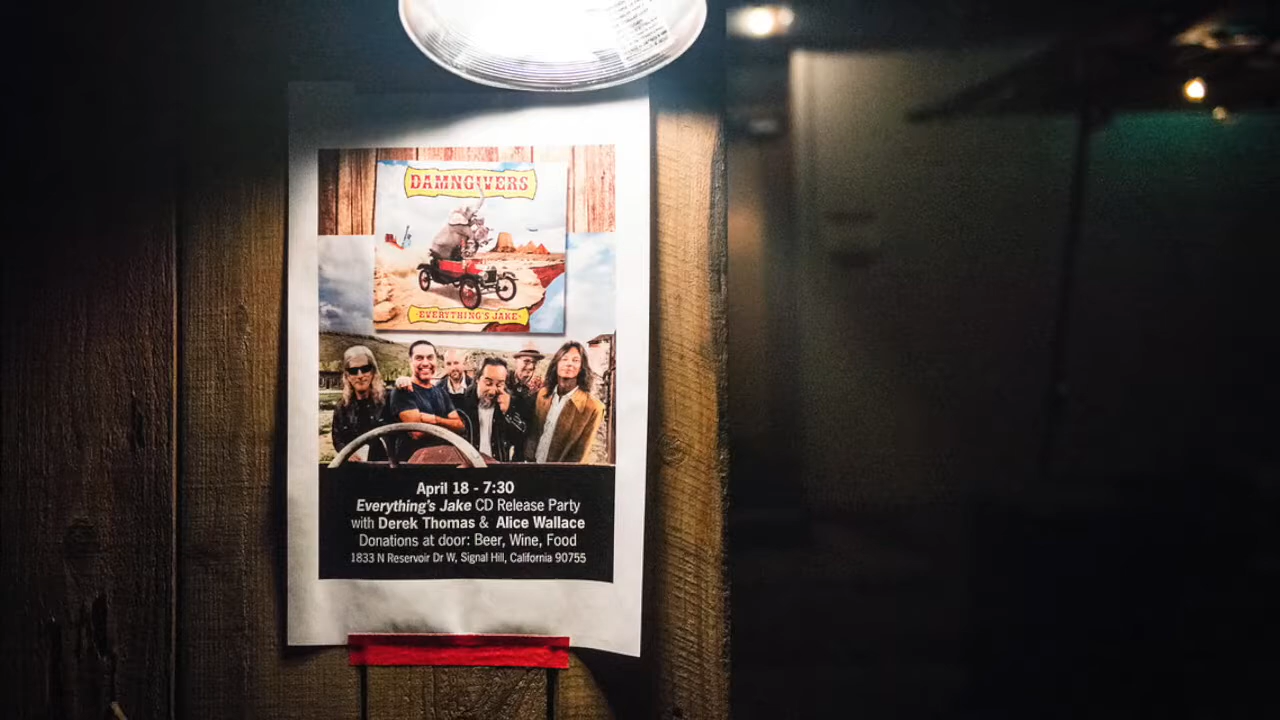 DAMNGIVERS
EVERYTHING'S JAKE
April 18 - 7:30
Everything's Jake CD Release Party
with Derek Thomas & Alice Wallace
Donations at door: Beer, Wine, Food
1833 N Reservoir Dr W, Signal Hill, California 90755